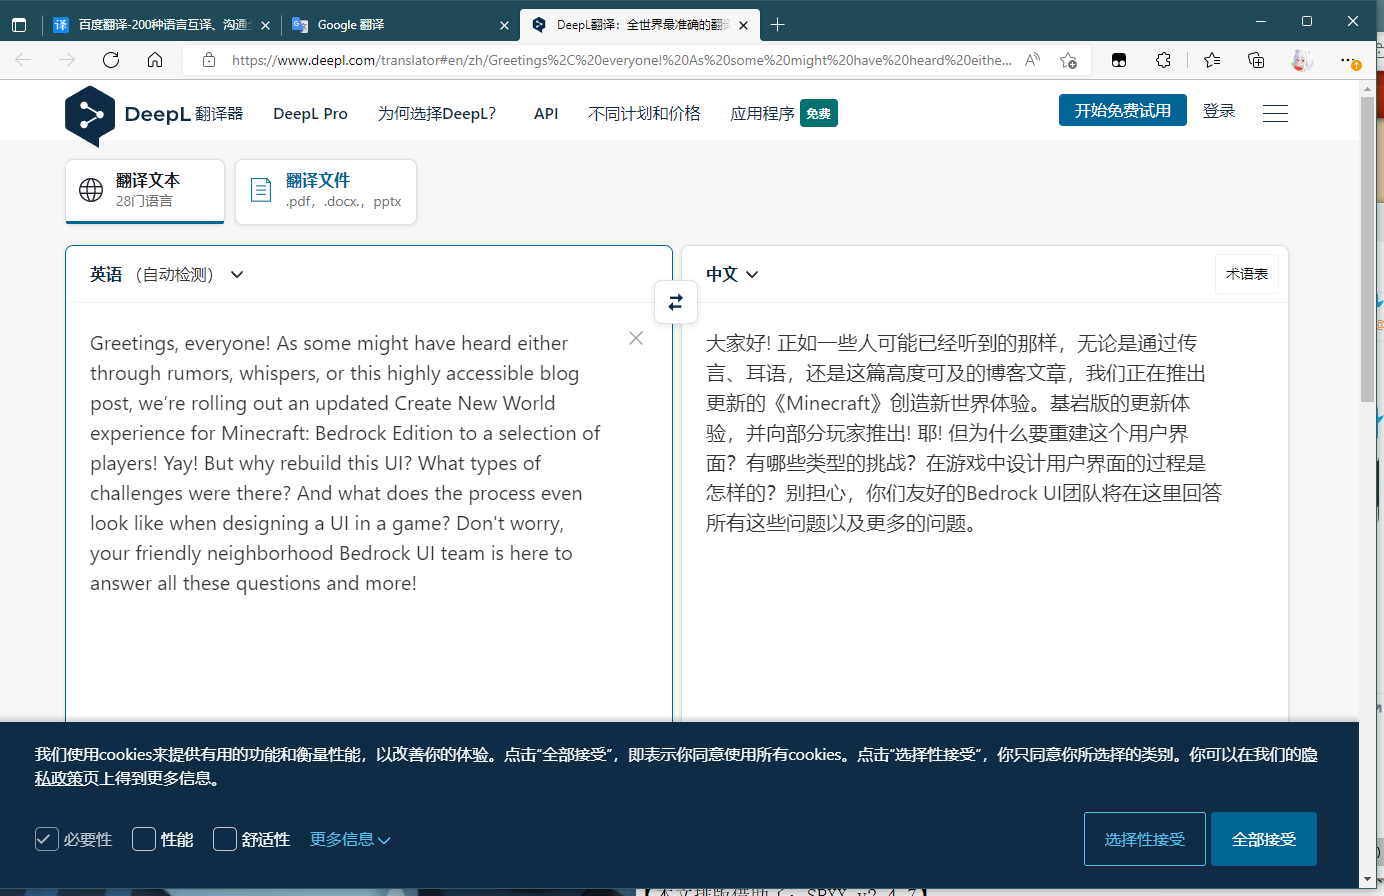 百度翻译-200种语言互译、沟通
Google 翻译
DeepL翻译：全世界最准确的翻译
https://www.deepl.com/translator#en/zh/Greetings%2C%20everyone!%20As%20some%20might%20have%20heard%20eithe...
DeepL 翻译器
DeepL Pro
为何选择DeepL?
API
不同计划和价格
应用程序 免费
开始免费试用
登录
翻译文本
28门语言
翻译文件
.pdf，.docx.，pptx
英语 （自动检测）
中文
术语表
Greetings, everyone! As some might have heard either
through rumors, whispers, or this highly accessible blog
post, we’re rolling out an updated Create New World
experience for Minecraft: Bedrock Edition to a selection of
players! Yay! But why rebuild this UI? What types of
challenges were there? And what does the process even
look like when designing a UI in a game? Don't worry,
your friendly neighborhood Bedrock UI team is here to
answer all these questions and more!
大家好! 正如一些人可能已经听到的那样，无论是通过传
言、耳语，还是这篇高度可及的博客文章，我们正在推出
更新的《Minecraft》创造新世界体验。基岩版的更新体
验，并向部分玩家推出! 耶! 但为什么要重建这个用户界
面？有哪些类型的挑战？在游戏中设计用户界面的过程是
怎样的？别担心，你们友好的Bedrock UI团队将在这里回答
所有这些问题以及更多的问题。
我们使用cookies来提供有用的功能和衡量性能，以改善你的体验。点击“全部接受”，即表示你同意使用所有cookies。点击“选择性接受”，你只同意你所选择的类别。你可以在我们的隐
私政策页上得到更多信息。
必要性
性能
舒适性
更多信息
选择性接受
全部接受